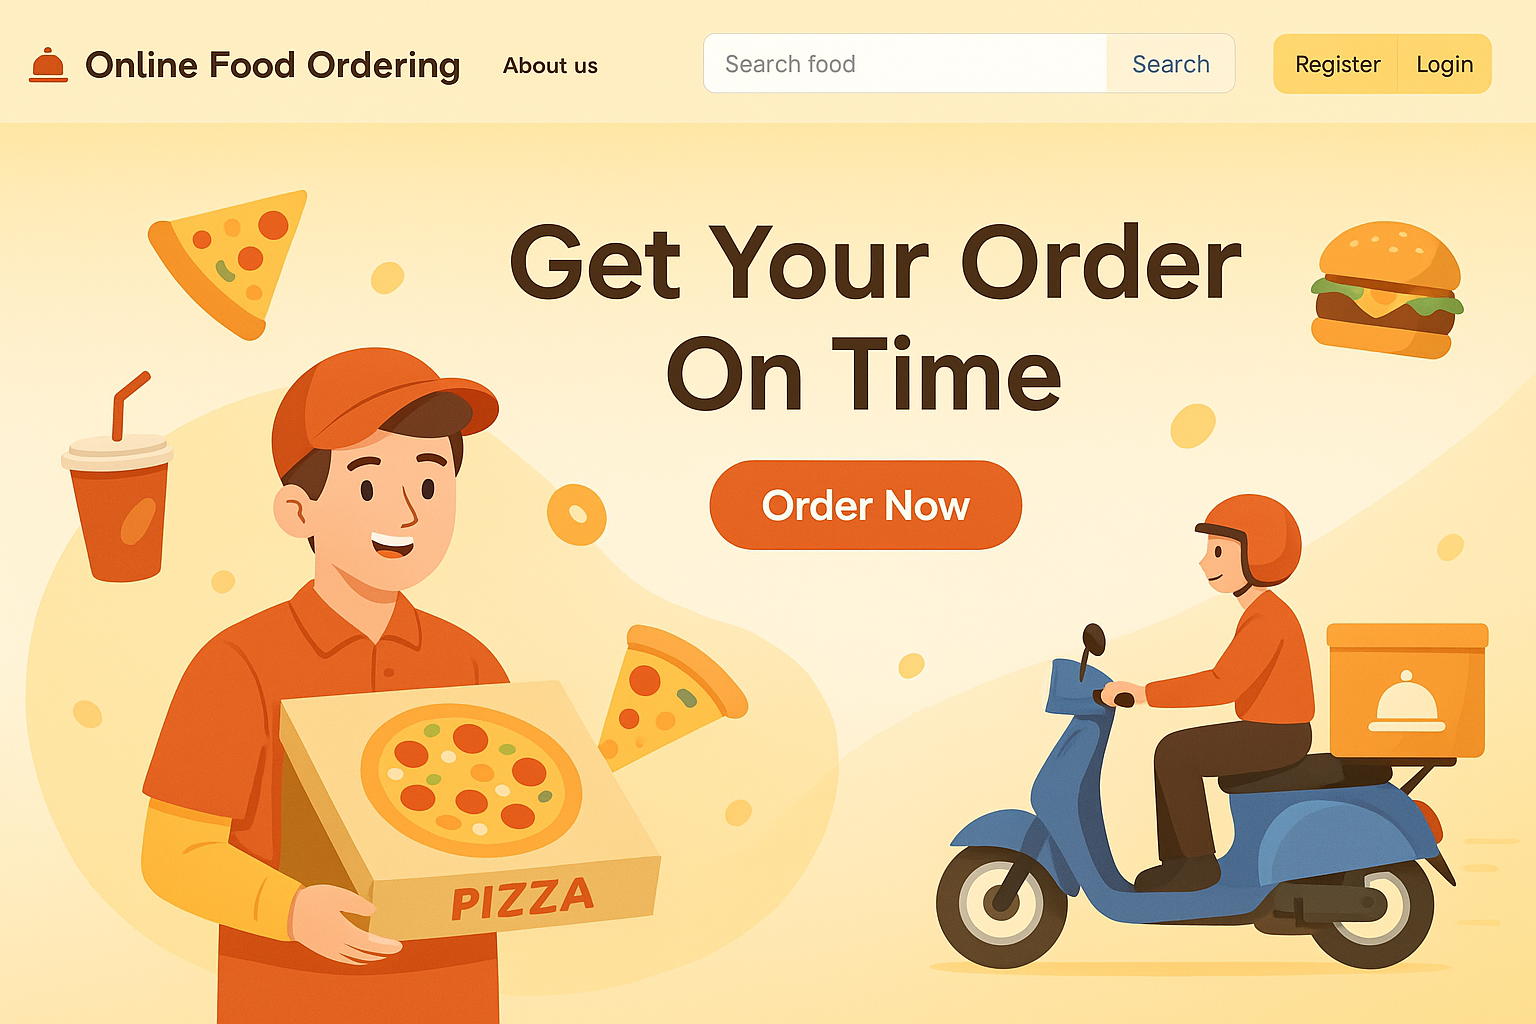 Online Food Ordering
About us
Search food
Search
Register
Login
Get Your Order
On Time
Order Now
PIZZA